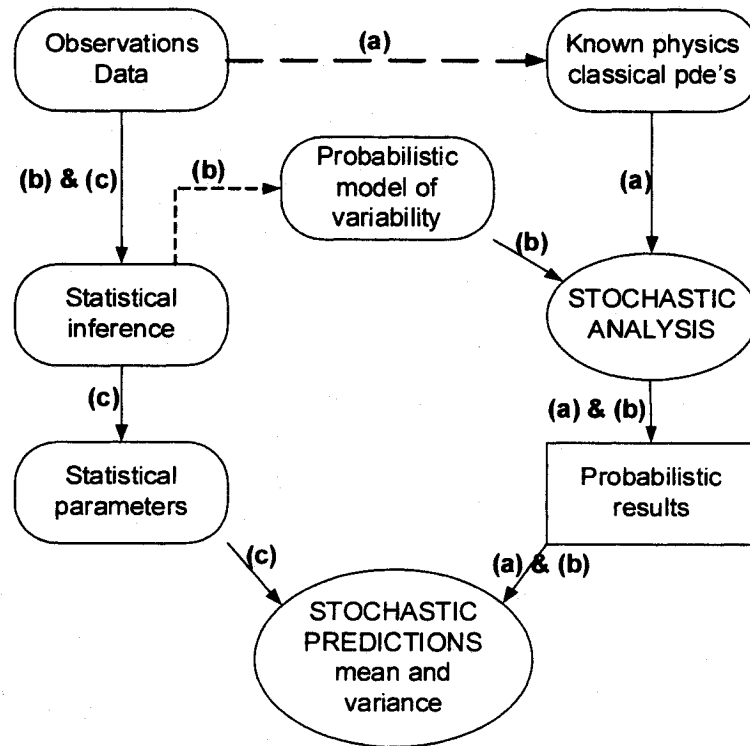 Observations
Data
(a)
Known physics
classical pde's
(b) & (c)
(b)
Probabilistic
model of
variability
(a)
(b)
Statistical
inference
STOCHASTIC
ANALYSIS
(c)
(a) & (b)
Statistical
parameters
Probabilistic
results
(c)
(a) & (b)
STOCHASTIC
PREDICTIONS
mean and
variance